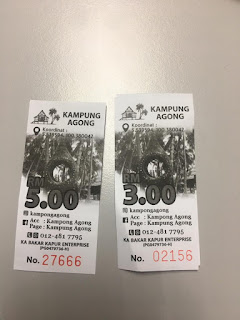 KAMPUNG
AGONG
Koordinat :
RM
3.00
kampongagong
Acc : Kampung Agong
Page : Kampung Agong
012-481 7795
KA BAKAR KAPUR ENTERPRISE
No. 27666
KAMPUNG
AGONG
Koordinat :
RM
3.00
kampongagong
Acc : Kampung Agong
Page : Kampung Agong
012-481 7795
KA BAKAR KAPUR ENTERPRISE
No. 02156